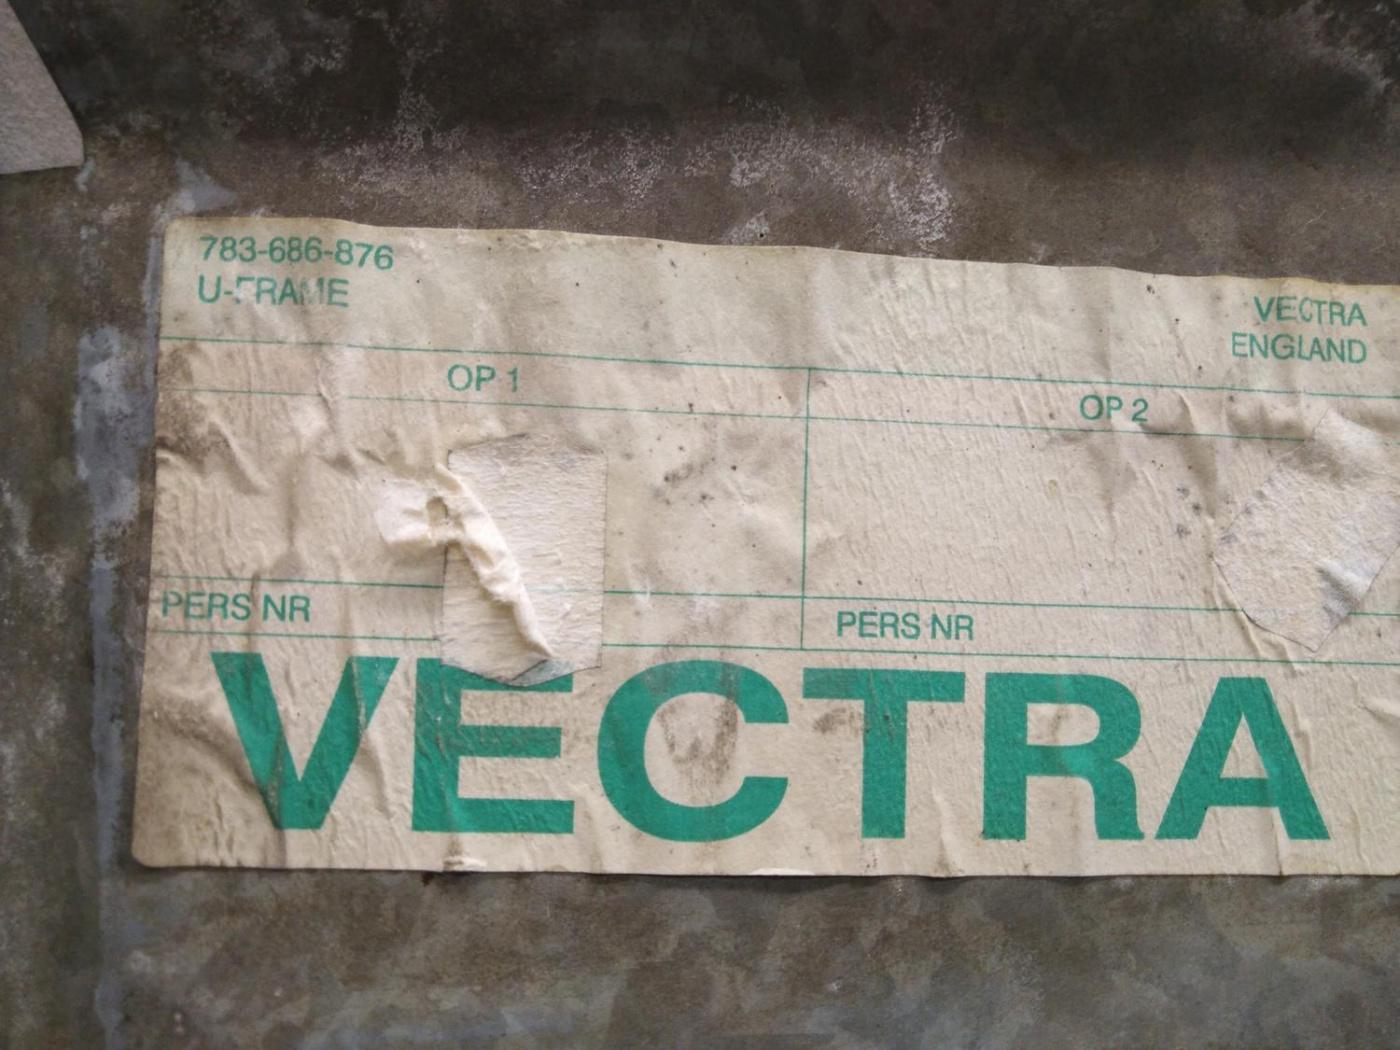 783-686-876
U-FRAME
VECTRA
ENGLAND
OP 1
OP 2
PERS NR
PERS NR
VECTRA